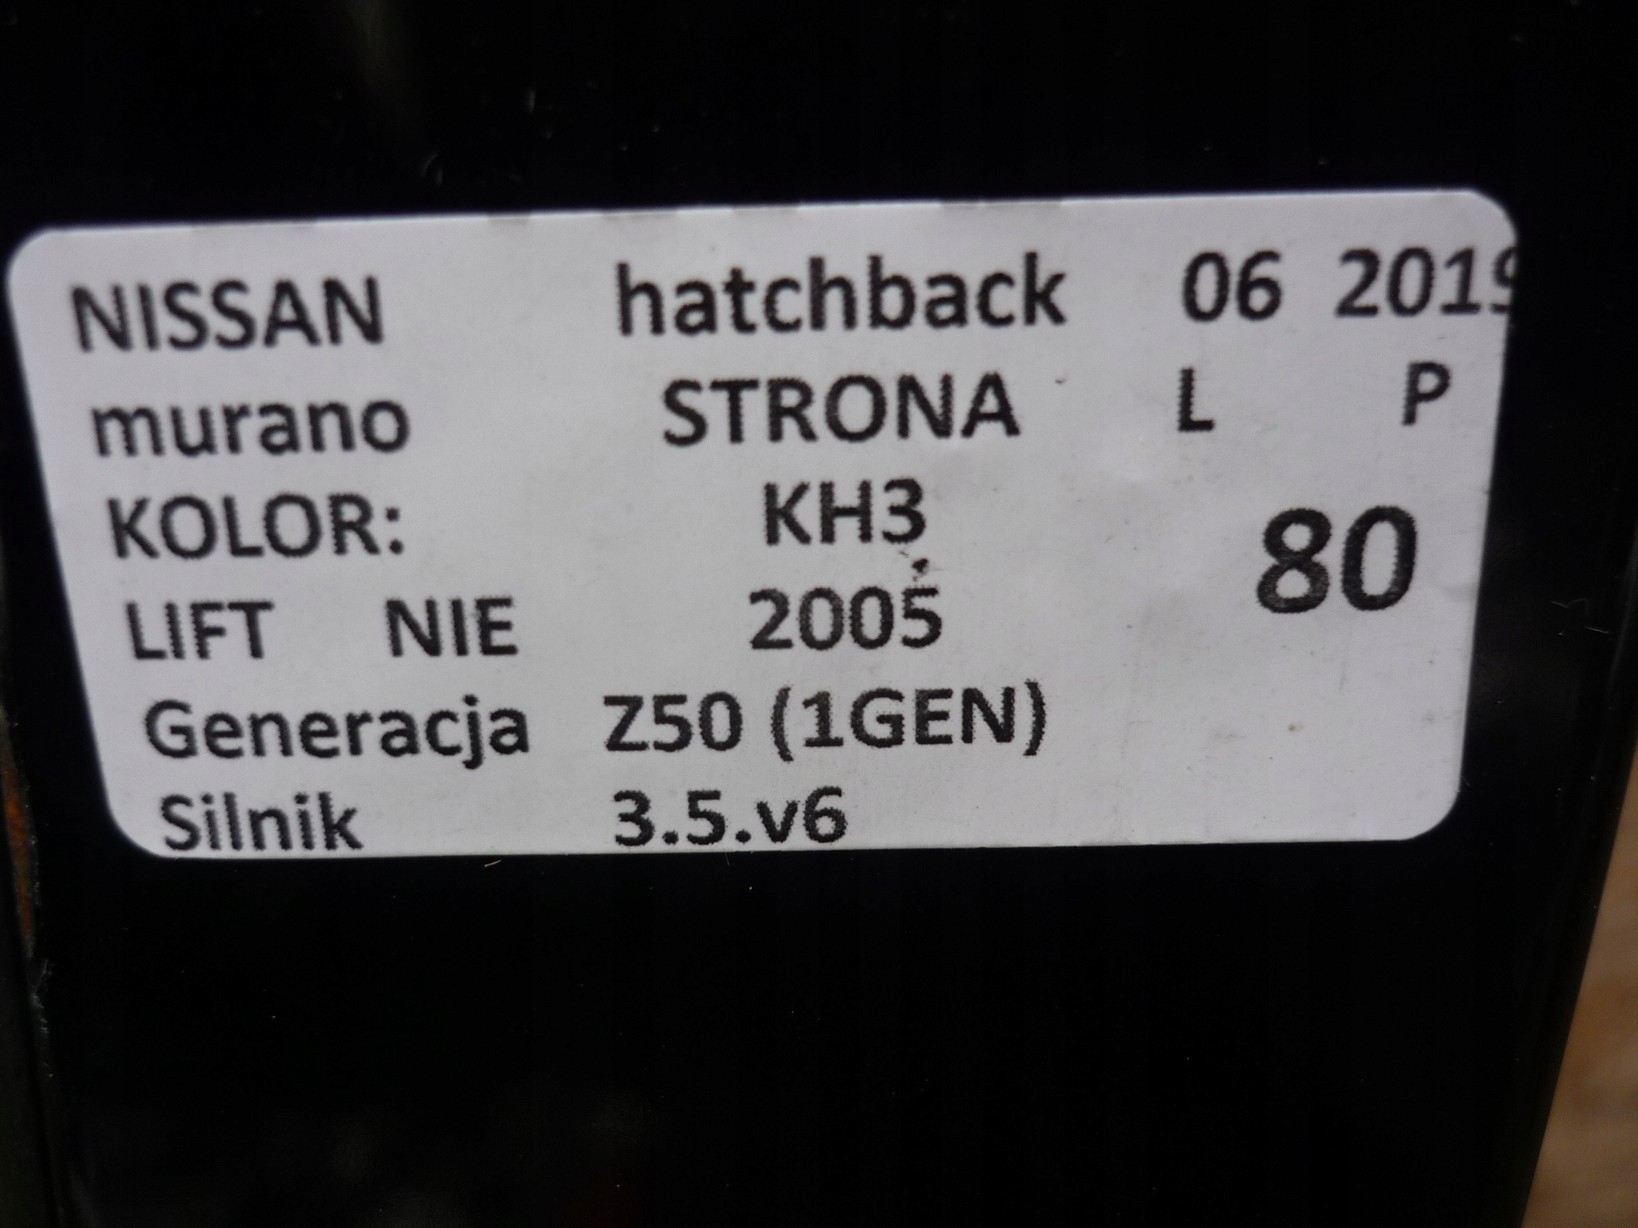 NISSAN hatchback 06 2019
murano STRONA L P
KOLOR: KH3 80
LIFT NIE 2005
Generacja Z50 (1GEN)
Silnik 3.5.v6